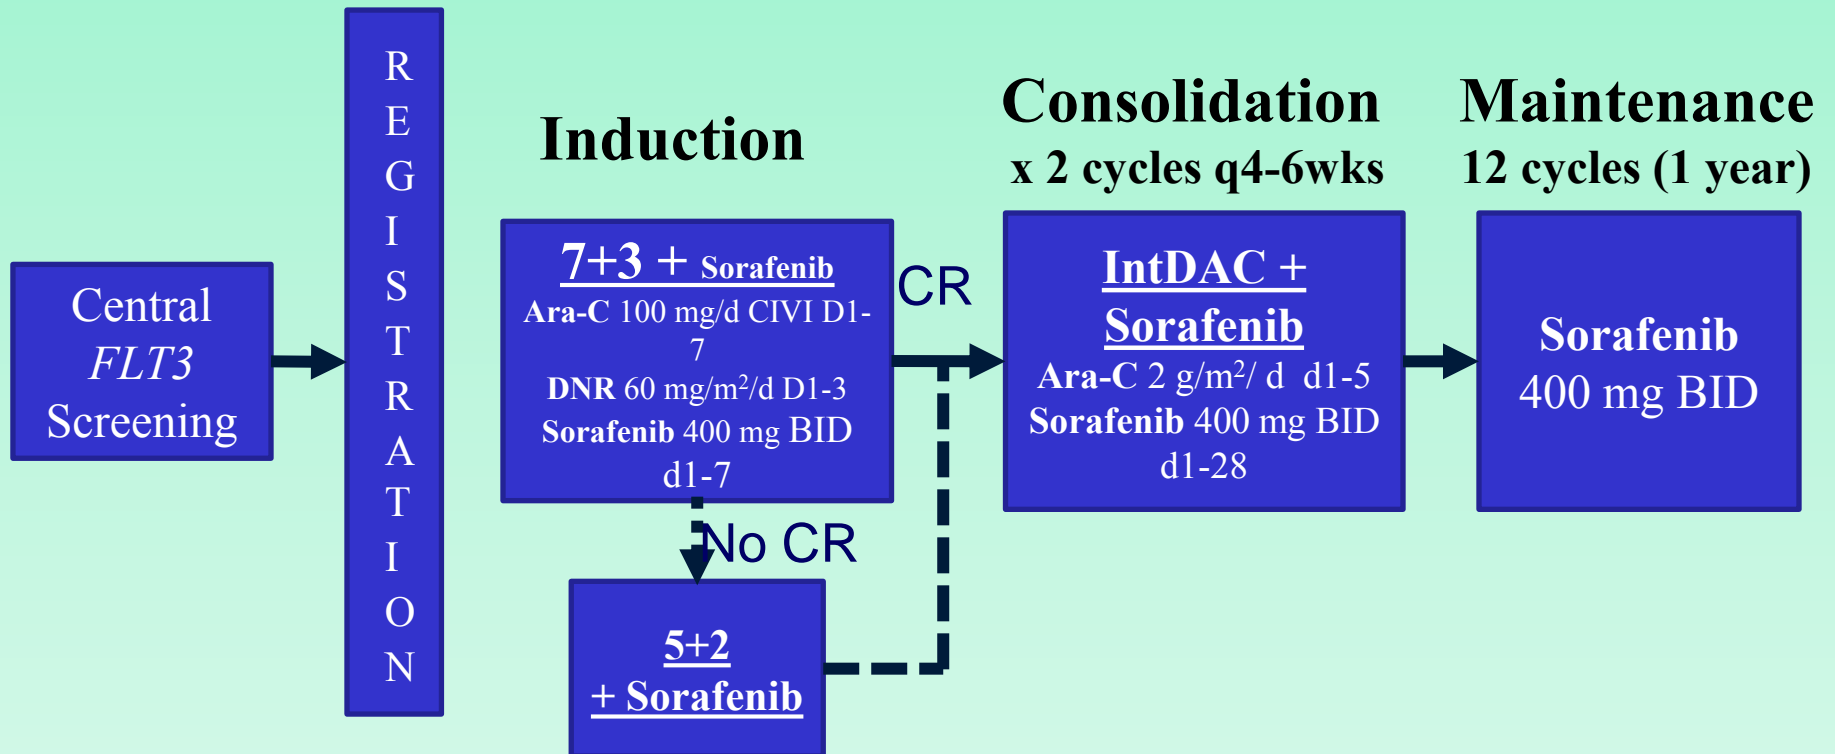 Central
FLT3
Screening
R
E
G
I
S
T
R
A
T
I
O
N
Induction
7+3 + Sorafenib
Ara-C 100 mg/d CIVI D1-
7
DNR 60 mg/m²/d D1-3
Sorafenib 400 mg BID
d1-7
CR
No CR
5+2
+ Sorafenib
Consolidation
x 2 cycles q4-6wks
IntDAC +
Sorafenib
Ara-C 2 g/m²/ d d1-5
Sorafenib 400 mg BID
d1-28
Maintenance
12 cycles (1 year)
Sorafenib
400 mg BID